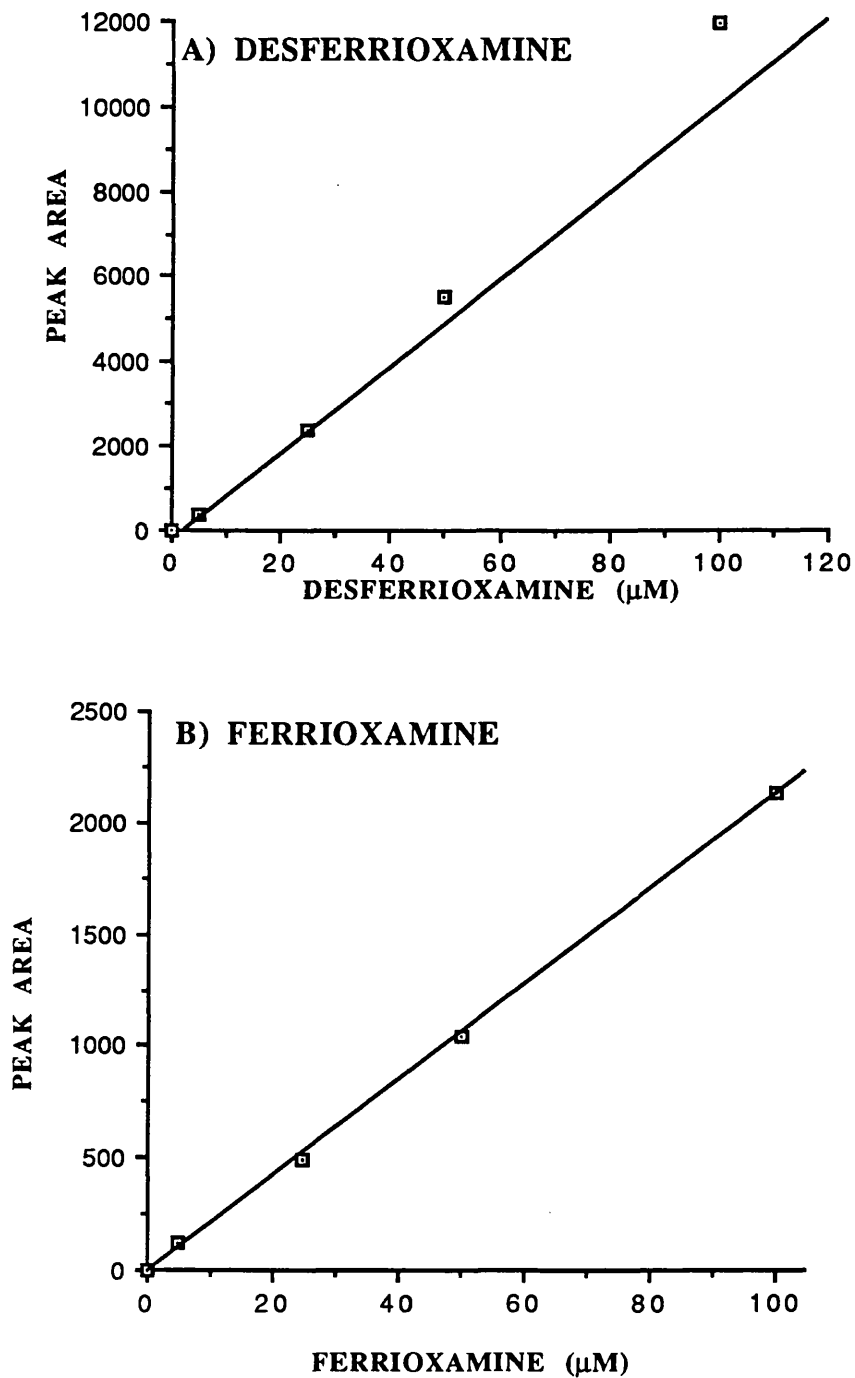 12000
A) DESFERRIOXAMINE
10000
8000
6000
4000
2000
0
PEAK AREA
0 20 40 60 80 100 120
DESFERRIOXAMINE (μM)
2500
B) FERRIOXAMINE
2000
1500
1000
500
0
PEAK AREA
0 20 40 60 80 100
FERRIOXAMINE (μM)